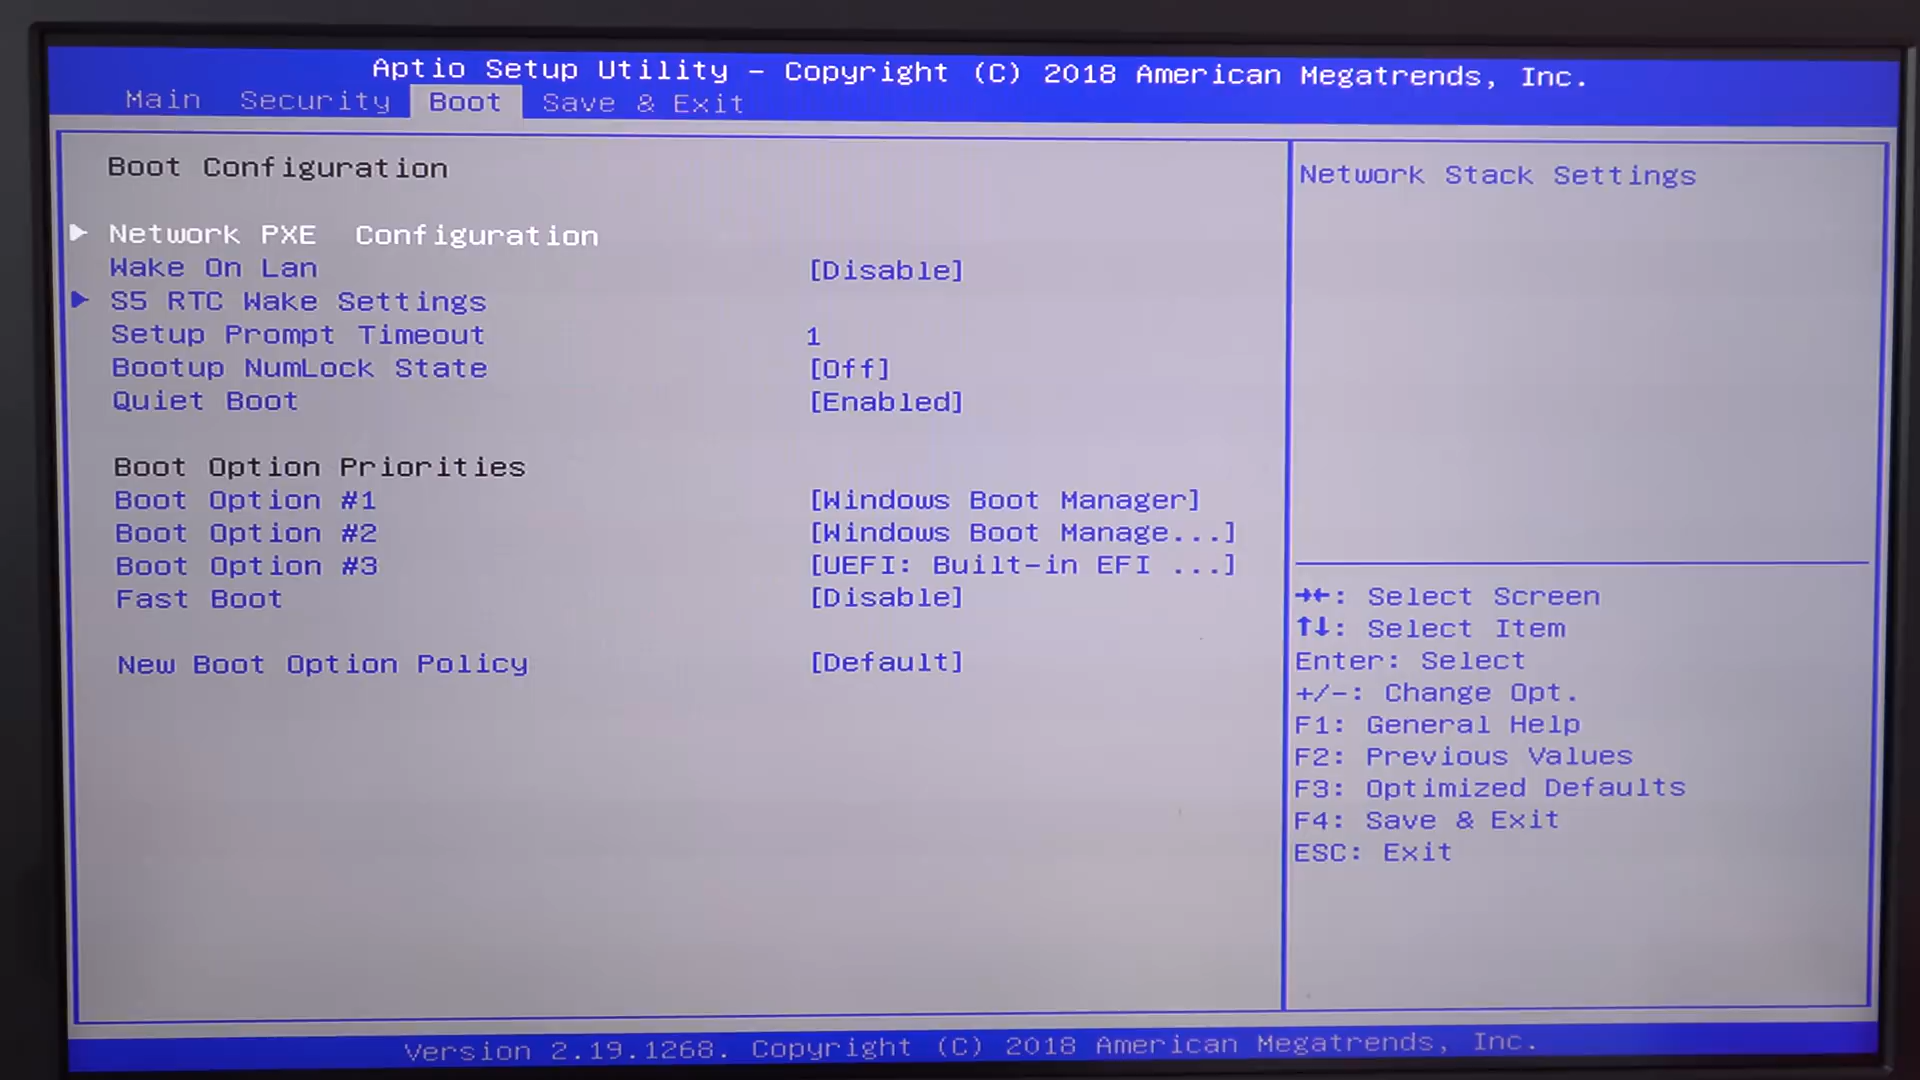 Aptio Setup Utility – Copyright (C) 2018 American Megatrends, Inc.
Main Security Boot Save & Exit
Boot Configuration
Network PXE Configuration
Wake On Lan [Disable]
S5 RTC Wake Settings
Setup Prompt Timeout 1
Bootup NumLock State [Off]
Quiet Boot [Enabled]
Boot Option Priorities
Boot Option #1 [Windows Boot Manager]
Boot Option #2 [Windows Boot Manage...]
Boot Option #3 [UEFI: Built-in EFI ...]
Fast Boot [Disable]
New Boot Option Policy [Default]
Network Stack Settings
→←: Select Screen
↑↓: Select Item
Enter: Select
+/-: Change Opt.
F1: General Help
F2: Previous Values
F3: Optimized Defaults
F4: Save & Exit
ESC: Exit
Version 2.19.1268. Copyright (C) 2018 American Megatrends, Inc.